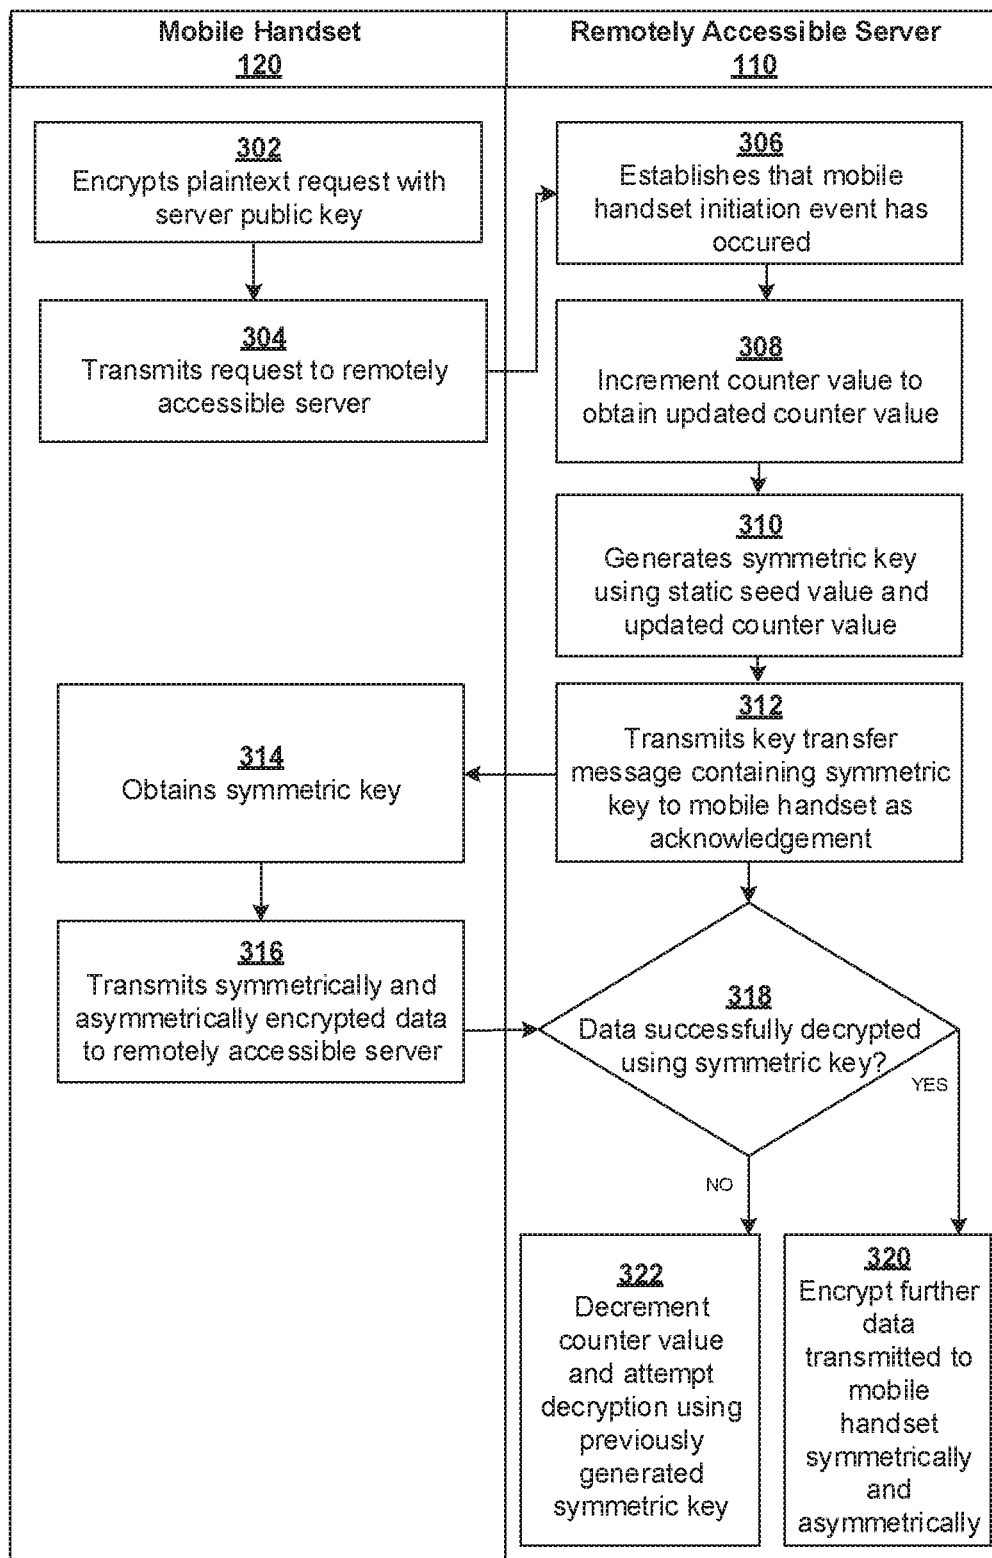 Mobile Handset
120
Remotely Accessible Server
110
302
Encrypts plaintext request with
server public key
304
Transmits request to remotely
accessible server
306
Establishes that mobile
handset initiation event has
occured
308
Increment counter value to
obtain updated counter value
310
Generates symmetric key
using static seed value and
updated counter value
312
Transmits key transfer
message containing symmetric
key to mobile handset as
acknowledgement
314
Obtains symmetric key
316
Transmits symmetrically and
asymmetrically encrypted data
to remotely accessible server
318
Data successfully decrypted
using symmetric key?
YES
NO
322
Decrement
counter value
and attempt
decryption using
previously
generated
symmetric key
320
Encrypt further
data
transmitted to
mobile
handset
symmetrically
and
asymmetrically